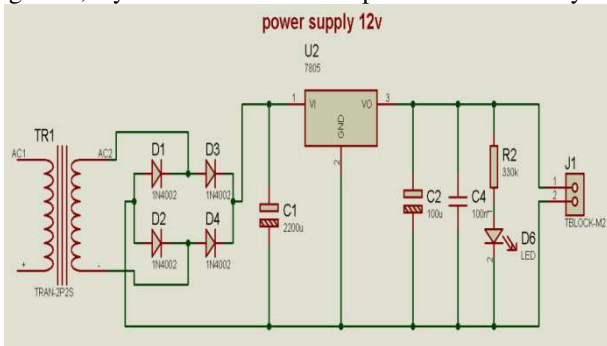 power supply 12v
U2
7805
1 VI VO 3
GND
2
TR1
AC1 AC2
+ -
TRAN-2P2S
D1 D3
1N4002 1N4002
D2 D4
1N4002 1N4002
C1
2200u
C2
100u
C4
100n
R2
330k
D6
LED
2
J1
1
2
TBLOCK-M2